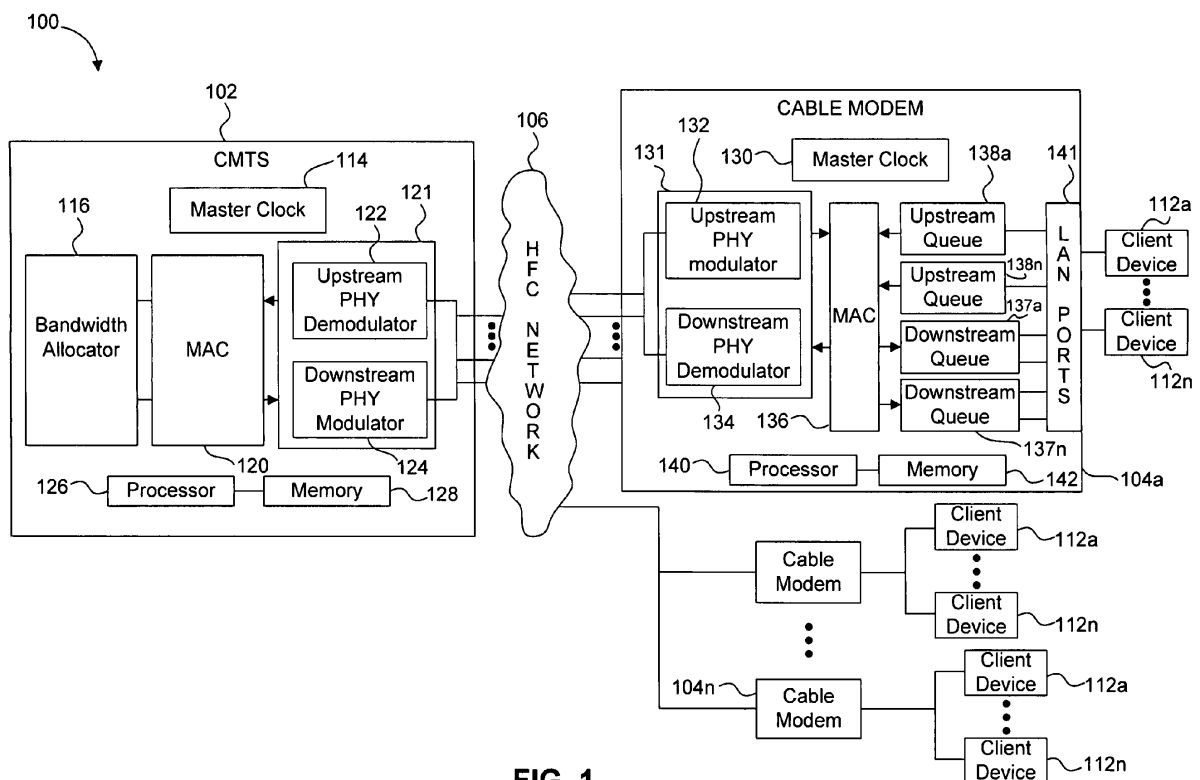 100
102
CMTS
114
Master Clock
116
122
121
Bandwidth
Allocator
MAC
Upstream
PHY
Demodulator
Downstream
PHY
Modulator
120
124
126
Processor
Memory
128
106
HFC NETWORK
CABLE MODEM
132
130
Master Clock
131
138a
141
Upstream
PHY
modulator
Downstream
PHY
Demodulator
134
MAC
136
Upstream
Queue
Upstream
Queue
138n
137a
Downstream
Queue
Downstream
Queue
137n
LAN PORTS
112a
Client
Device
Client
Device
112n
140
Processor
Memory
142
104a
Cable
Modem
Client
Device
112a
Client
Device
112n
104n
Cable
Modem
Client
Device
112a
Client
Device
112n
FIG. 1